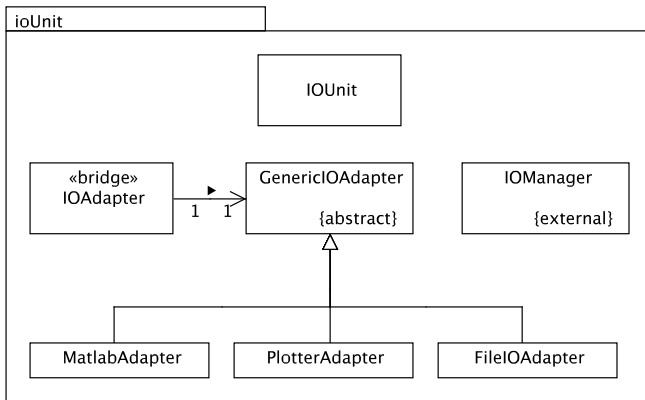 ioUnit
IOUnit
«bridge»
IOAdapter
1 1
GenericIOAdapter
{abstract}
IOManager
{external}
MatlabAdapter
PlotterAdapter
FileIOAdapter